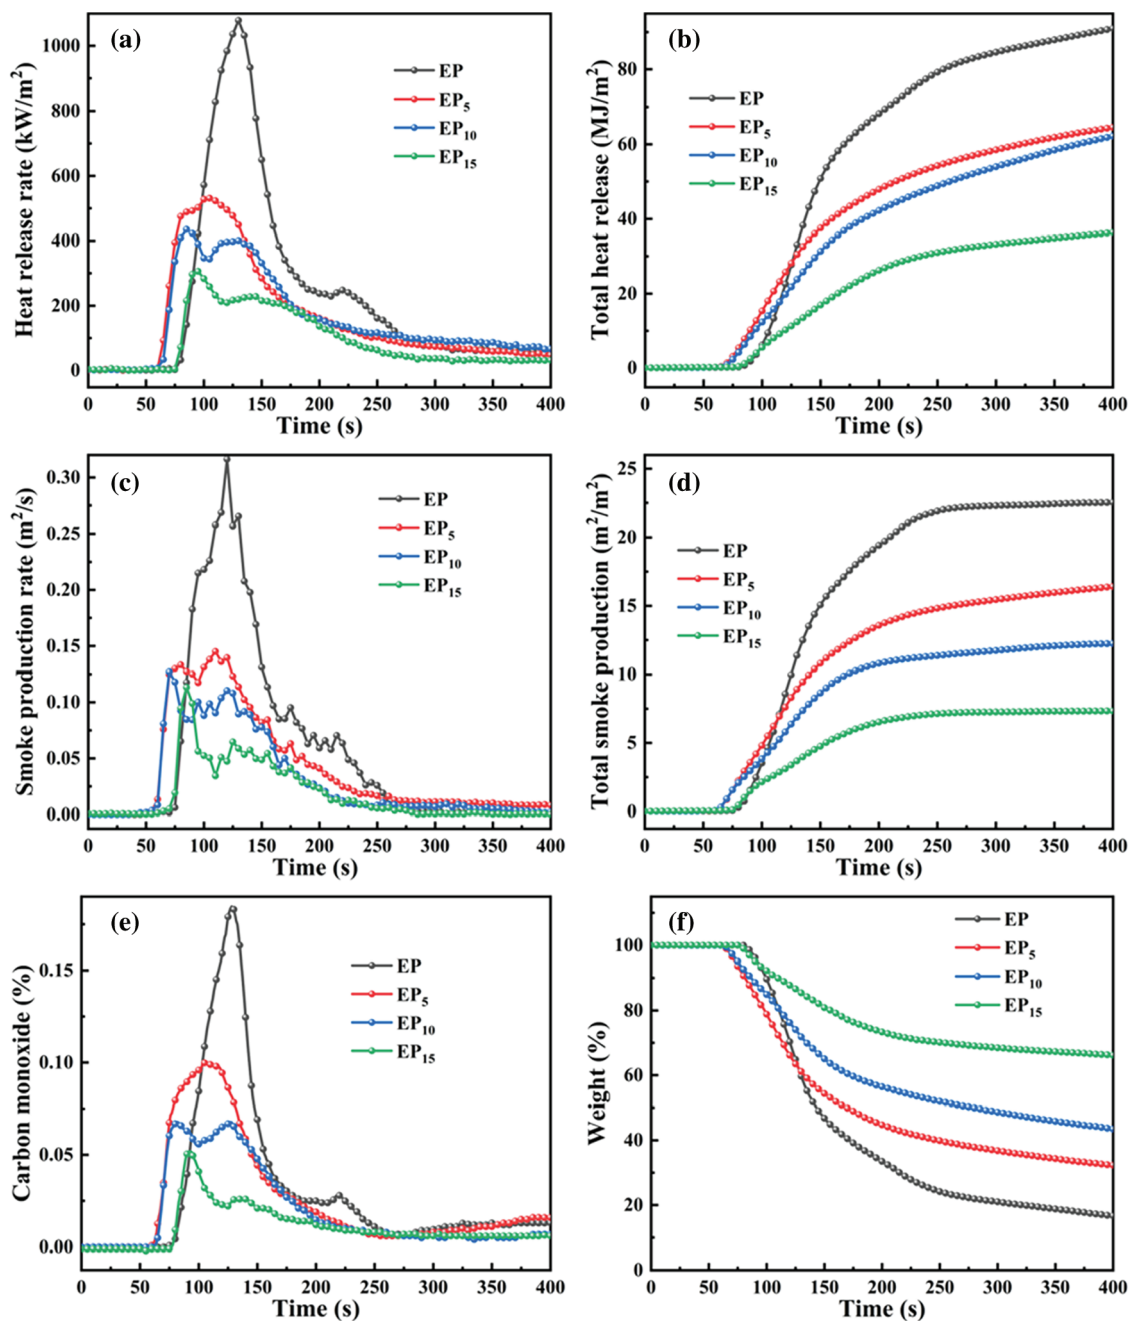 (a)
Heat release rate (kW/m²)
1000
800
600
400
200
0
EP
EP₅
EP₁₀
EP₁₅
0 50 100 150 200 250 300 350 400
Time (s)
(b)
Total heat release (MJ/m²)
80
60
40
20
0
EP
EP₅
EP₁₀
EP₁₅
0 50 100 150 200 250 300 350 400
Time (s)
(c)
Smoke production rate (m²/s)
0.30
0.25
0.20
0.15
0.10
0.05
0.00
EP
EP₅
EP₁₀
EP₁₅
0 50 100 150 200 250 300 350 400
Time (s)
(d)
Total smoke production (m²/m²)
25
20
15
10
5
0
EP
EP₅
EP₁₀
EP₁₅
0 50 100 150 200 250 300 350 400
Time (s)
(e)
Carbon monoxide (%)
0.15
0.10
0.05
0.00
EP
EP₅
EP₁₀
EP₁₅
0 50 100 150 200 250 300 350 400
Time (s)
(f)
Weight (%)
100
80
60
40
20
0
EP
EP₅
EP₁₀
EP₁₅
0 50 100 150 200 250 300 350 400
Time (s)